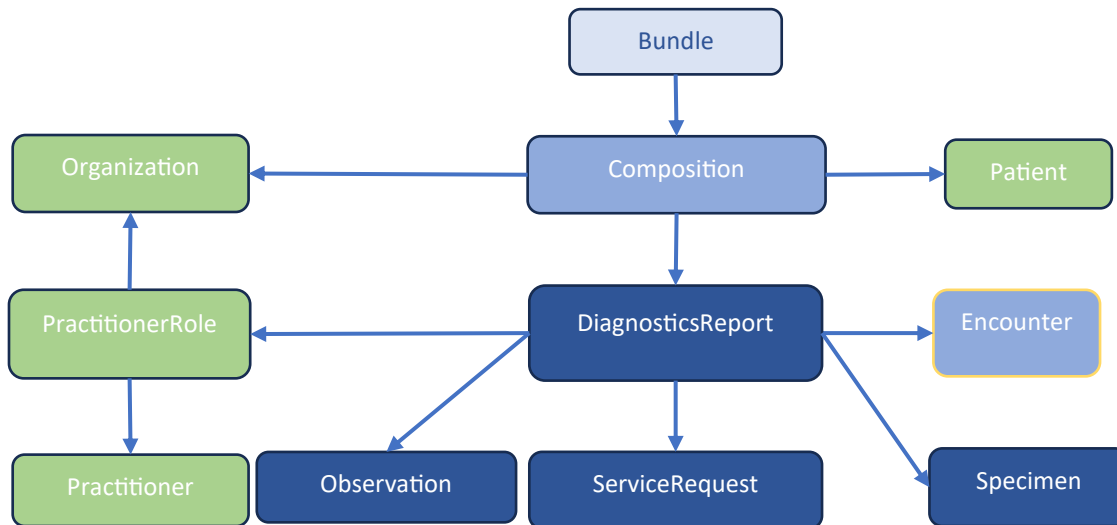 Bundle
Organization
Composition
Patient
PractitionerRole
DiagnosticsReport
Encounter
Practitioner
Observation
ServiceRequest
Specimen